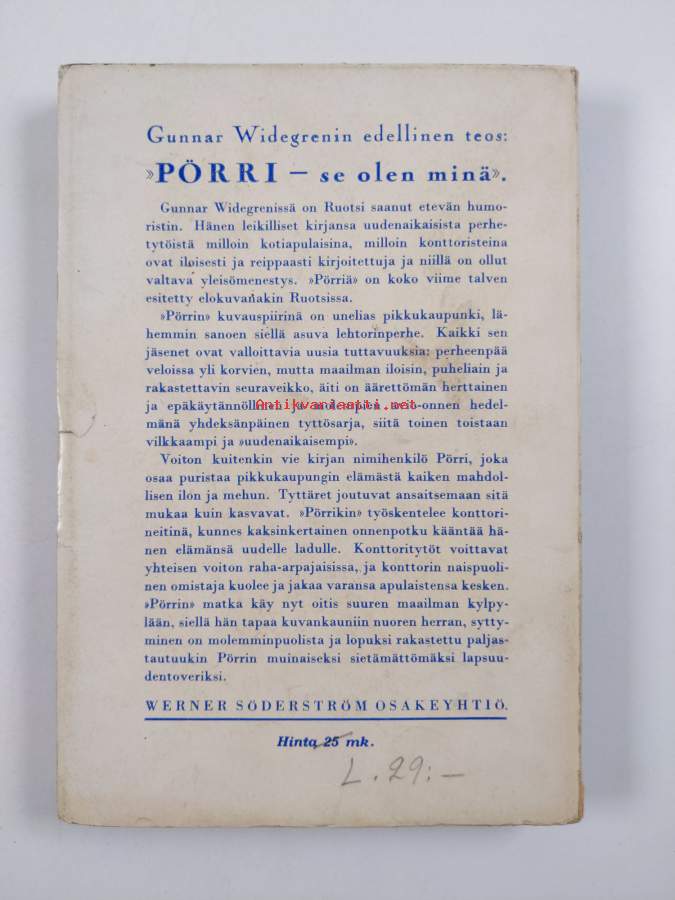 Gunnar Widegrenin edellinen teos:
»PÖRRI — se olen minä».
Gunnar Widegrenissä on Ruotsi saanut etevän humo-
ristin. Hänen leikilliset kirjansa uudenaikaisista perhe-
tytöistä milloin kotiapulaisina, milloin konttoristeina
ovat iloisesti ja reippaasti kirjoitettuja ja niillä on ollut
valtava yleisömenestys. »Pörriä» on koko viime talven
esitetty elokuvanakin Ruotsissa.
»Pörrin» kuvauspiirinä on unelias pikkukaupunki, lä-
hemmin sanoen siellä asuva lehtorinperhe. Kaikki sen
jäsenet ovat valloittavia uusia tuttavuuksia: perheenpää
veloissa yli korvien, mutta maailman iloisin, puheliain ja
rakastettavin seuraveikko, äiti on äärettömän herttainen
ja epäkäytännöllinen ja molempien avio-onnen hedel-
mänä yhdeksänpäinen tyttösarja, siitä toinen toistaan
vilkkaampi ja »uudenaikaisempi».
Voiton kuitenkin vie kirjan nimihenkilö Pörri, joka
osaa puristaa pikkukaupungin elämästä kaiken mahdol-
lisen ilon ja mehun. Tyttäret joutuvat ansaitsemaan sitä
mukaa kuin kasvavat. »Pörrikin» työskentelee konttori-
neitinä, kunnes kaksinkertainen onnenpotku kääntää hä-
nen elämänsä uudelle ladulle. Konttoritytöt voittavat
yhteisen voiton raha-arpajaisissa, ja konttorin naispuoli-
nen omistaja kuolee ja jakaa varansa apulaistensa kesken.
»Pörrin» matka käy nyt oitis suuren maailman kylpy-
lään, siellä hän tapaa kuvankauniin nuoren herran, sytty-
minen on molemminpuolista ja lopuksi rakastettu paljas-
tautuukin Pörrin muinaiseksi sietämättömäksi lapsuu-
dentoveriksi.
WERNER SÖDERSTRÖM OSAKEYHTIÖ.
Hinta 25 mk.
L. 29:—
Antikvariaatti.net